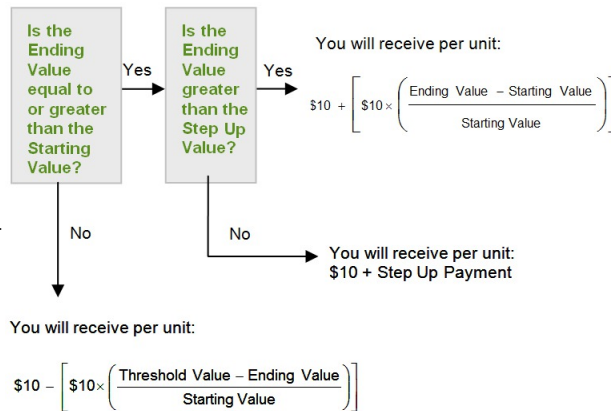 Is the
Ending
Value
equal to
or greater
than the
Starting
Value?
Yes
Is the
Ending
Value
greater
than the
Step Up
Value?
Yes
You will receive per unit:
$10 + [ $10 × ( Ending Value – Starting Value
Starting Value ) ]
No
No
You will receive per unit:
$10 + Step Up Payment
You will receive per unit:
$10 – [ $10× ( Threshold Value – Ending Value
Starting Value ) ]